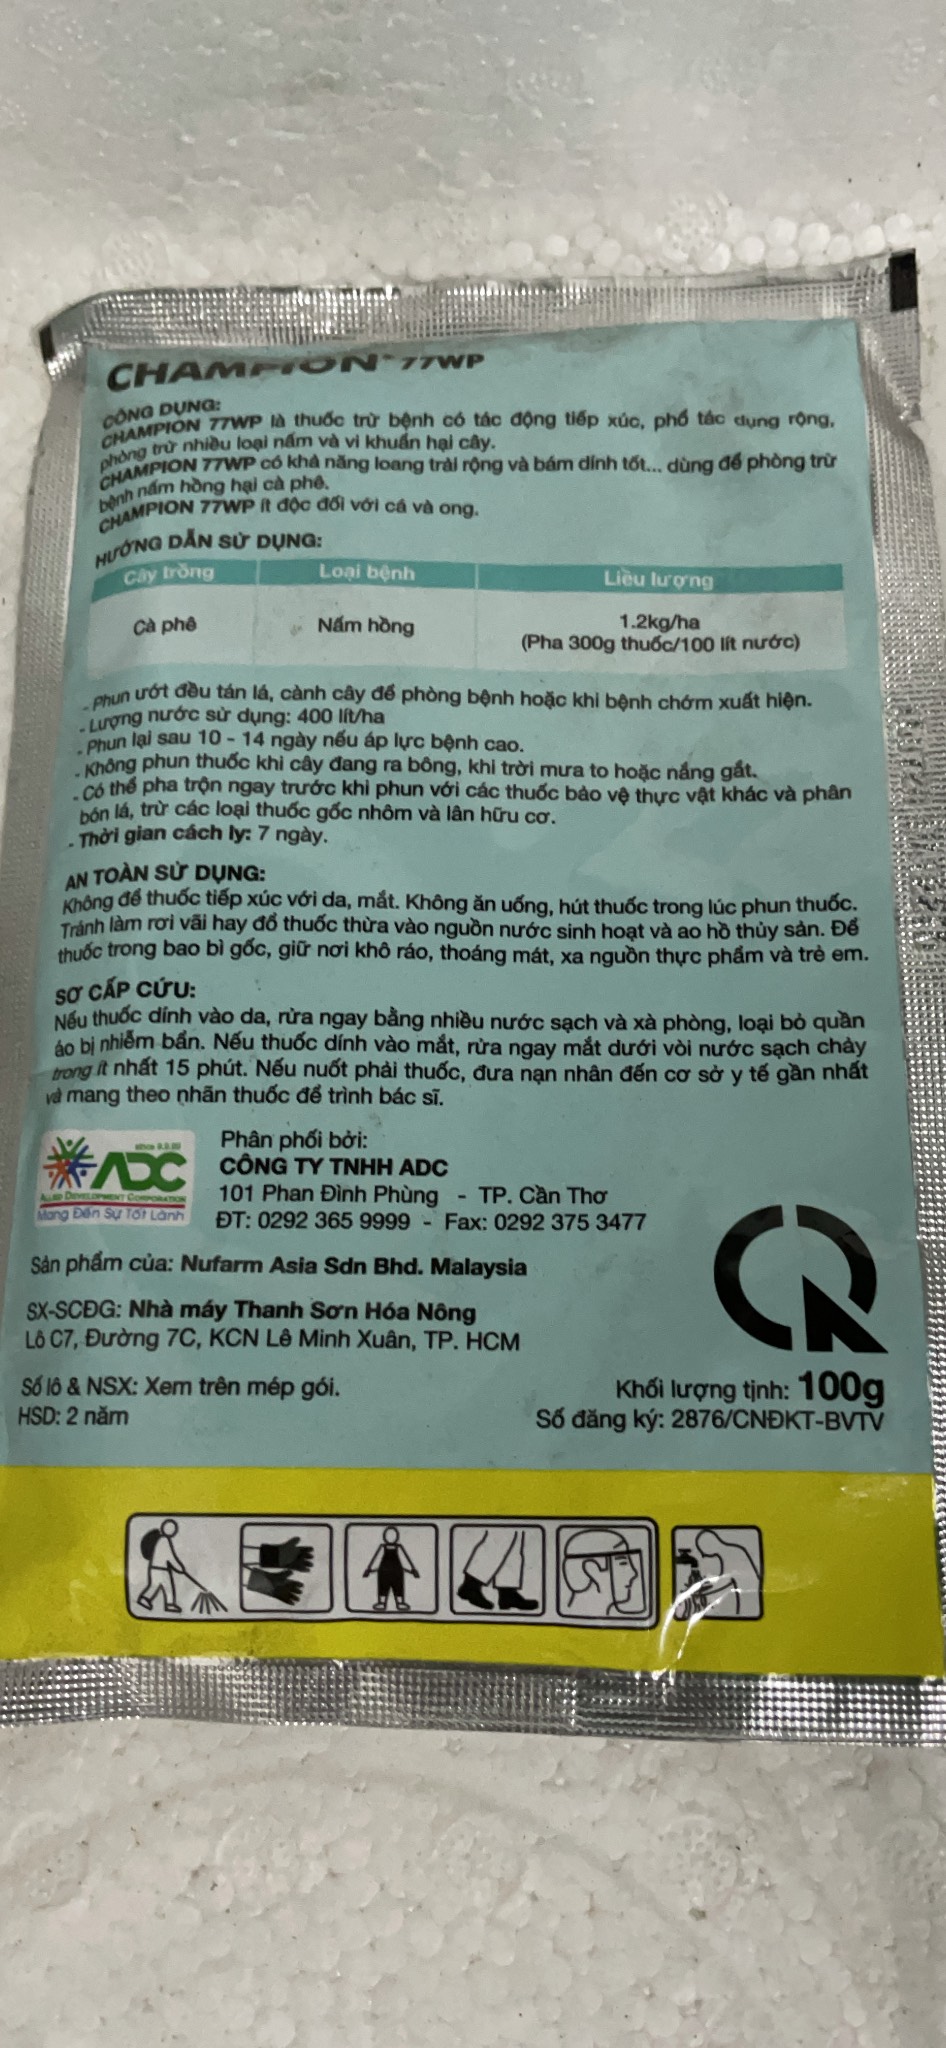 CHAMPION® 77WP
CÔNG DỤNG:
CHAMPION 77WP là thuốc trừ bệnh có tác động tiếp xúc, phổ tác dụng rộng,
phòng trừ nhiều loại nấm và vi khuẩn hại cây.
CHAMPION 77WP có khả năng loang trải rộng và bám dính tốt... dùng để phòng trừ
bệnh nấm hồng hại cà phê.
CHAMPION 77WP ít độc đối với cá và ong.
HƯỚNG DẪN SỬ DỤNG:
Cây trồng Loại bệnh Liều lượng
Cà phê Nấm hồng 1.2kg/ha
(Pha 300g thuốc/100 lít nước)
- Phun ướt đều tán lá, cành cây để phòng bệnh hoặc khi bệnh chớm xuất hiện.
- Lượng nước sử dụng: 400 lít/ha
- Phun lại sau 10 - 14 ngày nếu áp lực bệnh cao.
- Không phun thuốc khi cây đang ra bông, khi trời mưa to hoặc nắng gắt.
- Có thể pha trộn ngay trước khi phun với các thuốc bảo vệ thực vật khác và phân
bón lá, trừ các loại thuốc gốc nhôm và lân hữu cơ.
- Thời gian cách ly: 7 ngày.
AN TOÀN SỬ DỤNG:
Không để thuốc tiếp xúc với da, mắt. Không ăn uống, hút thuốc trong lúc phun thuốc.
Tránh làm rơi vãi hay đổ thuốc thừa vào nguồn nước sinh hoạt và ao hồ thủy sản. Để
thuốc trong bao bì gốc, giữ nơi khô ráo, thoáng mát, xa nguồn thực phẩm và trẻ em.
SƠ CẤP CỨU:
Nếu thuốc dính vào da, rửa ngay bằng nhiều nước sạch và xà phòng, loại bỏ quần
áo bị nhiễm bẩn. Nếu thuốc dính vào mắt, rửa ngay mắt dưới vòi nước sạch chảy
trong ít nhất 15 phút. Nếu nuốt phải thuốc, đưa nạn nhân đến cơ sở y tế gần nhất
và mang theo nhãn thuốc để trình bác sĩ.
since 9.9.99
ADC
ALLIED DEVELOPMENT CORPORATION
Mang Đến Sự Tốt Lành
Phân phối bởi:
CÔNG TY TNHH ADC
101 Phan Đình Phùng - TP. Cần Thơ
ĐT: 0292 365 9999 - Fax: 0292 375 3477
Sản phẩm của: Nufarm Asia Sdn Bhd. Malaysia
SX-SCĐG: Nhà máy Thanh Sơn Hóa Nông
Lô C7, Đường 7C, KCN Lê Minh Xuân, TP. HCM
Số lô & NSX: Xem trên mép gói.
HSD: 2 năm
Khối lượng tịnh: 100g
Số đăng ký: 2876/CNĐKT-BVTV